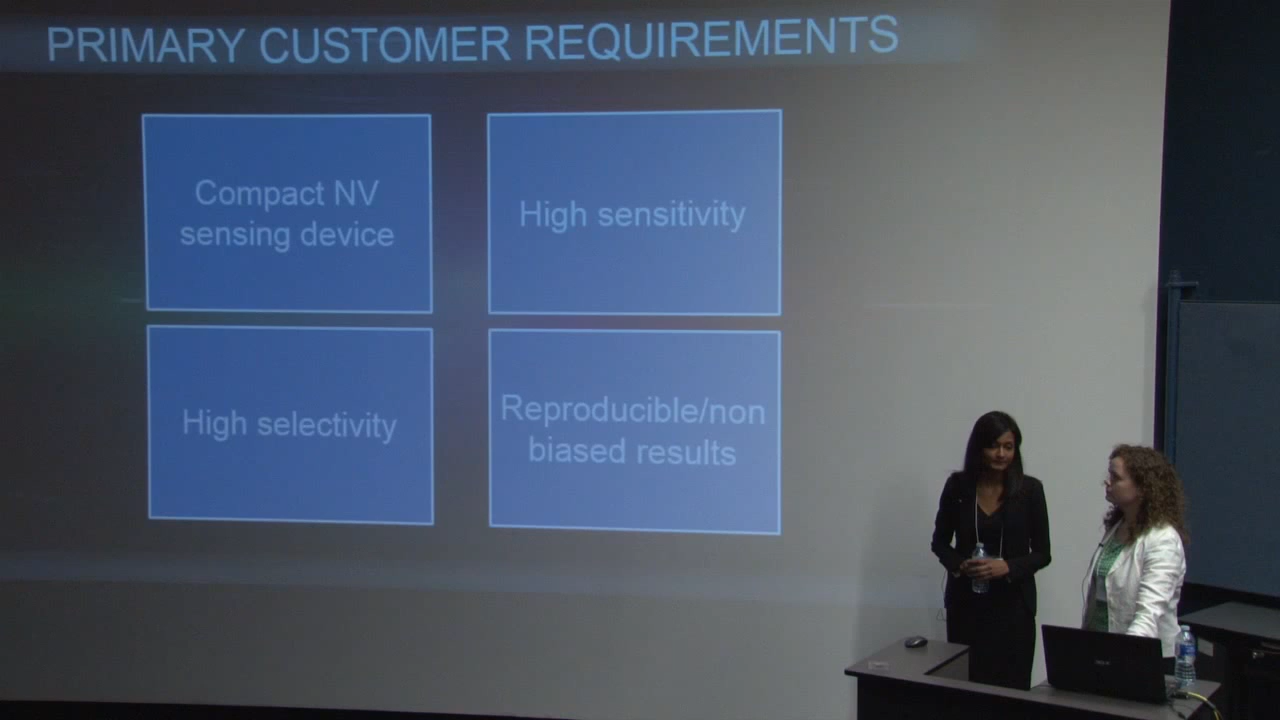 PRIMARY CUSTOMER REQUIREMENTS
Compact NV
sensing device
High sensitivity
High selectivity
Reproducible/non
biased results